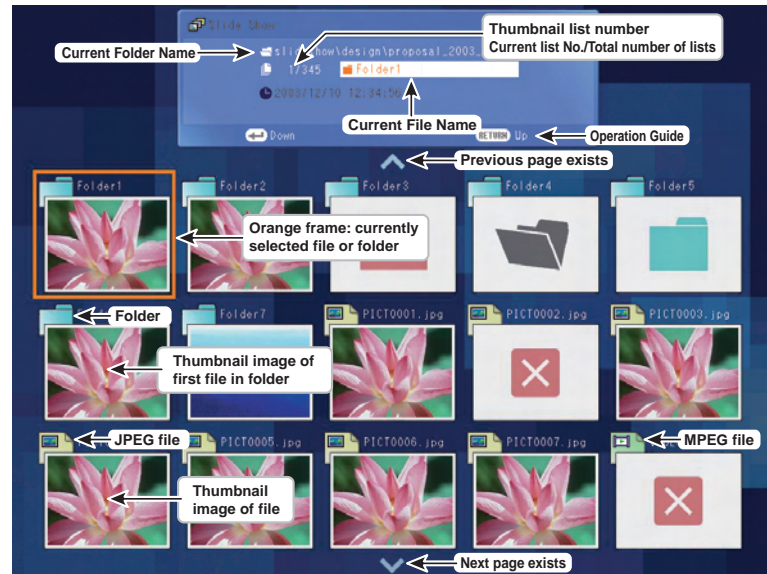 Slide Show
Thumbnail list number
Current list No./Total number of lists
Current Folder Name
show\design\proposal_2003_
1/345
Folder1
2003/12/10 12:34:56
Current File Name
Down
RETURN Up
Operation Guide
Previous page exists
Folder1
Folder2
Folder3
Folder4
Folder5
Orange frame: currently
selected file or folder
Folder
Folder7
PICT0001.jpg
PICT0002.jpg
PICT0003.jpg
Thumbnail image of
first file in folder
JPEG file
PICT0005.jpg
PICT0006.jpg
PICT0007.jpg
MPEG file
Thumbnail
image of file
Next page exists